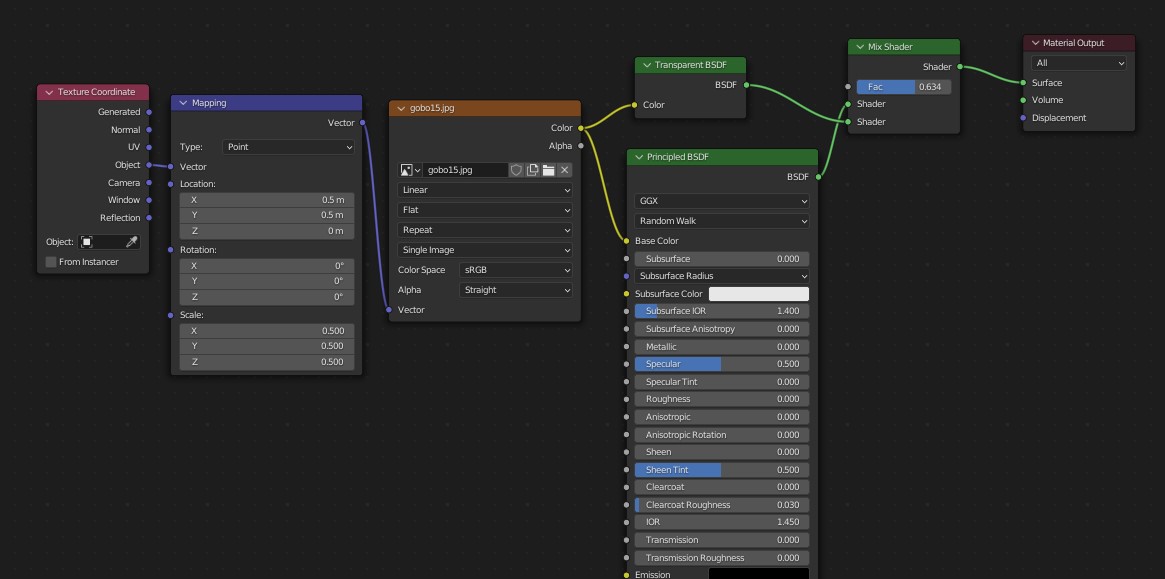 Texture Coordinate
Generated
Normal
UV
Object
Camera
Window
Reflection
Object:
From Instancer
Mapping
Vector
Type: Point
Vector
Location:
X 0.5 m
Y 0.5 m
Z 0 m
Rotation:
X 0°
Y 0°
Z 0°
Scale:
X 0.500
Y 0.500
Z 0.500
gobo15.jpg
Color
Alpha
gobo15.jpg
Linear
Flat
Repeat
Single Image
Color Space sRGB
Alpha Straight
Vector
Transparent BSDF
BSDF
Color
Principled BSDF
BSDF
GGX
Random Walk
Base Color
Subsurface 0.000
Subsurface Radius
Subsurface Color
Subsurface IOR 1.400
Subsurface Anisotropy 0.000
Metallic 0.000
Specular 0.500
Specular Tint 0.000
Roughness 0.000
Anisotropic 0.000
Anisotropic Rotation 0.000
Sheen 0.000
Sheen Tint 0.500
Clearcoat 0.000
Clearcoat Roughness 0.030
IOR 1.450
Transmission 0.000
Transmission Roughness 0.000
Emission
Mix Shader
Shader
Fac 0.634
Shader
Shader
Material Output
All
Surface
Volume
Displacement